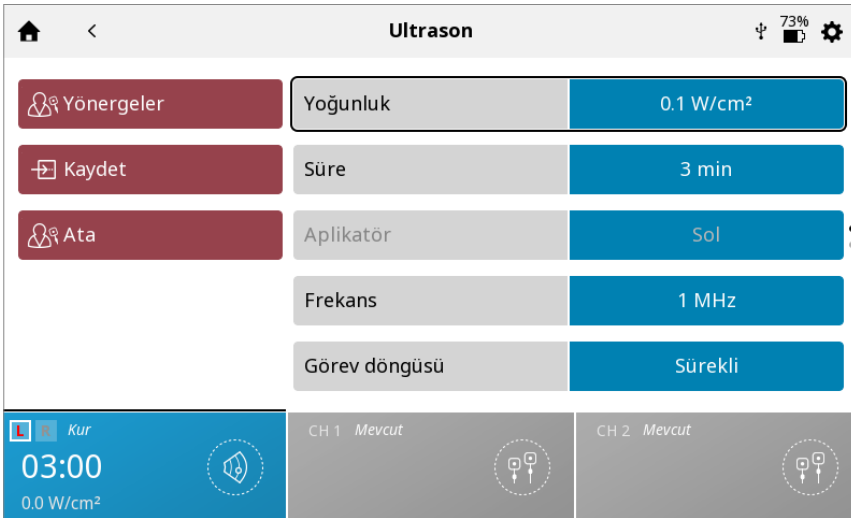 Ultrason
73%
Yönergeler
Yoğunluk
0.1 W/cm²
Kaydet
Süre
3 min
Ata
Aplikatör
Sol
Frekans
1 MHz
Görev döngüsü
Sürekli
L R Kur
03:00
0.0 W/cm²
CH 1 Mevcut
CH 2 Mevcut